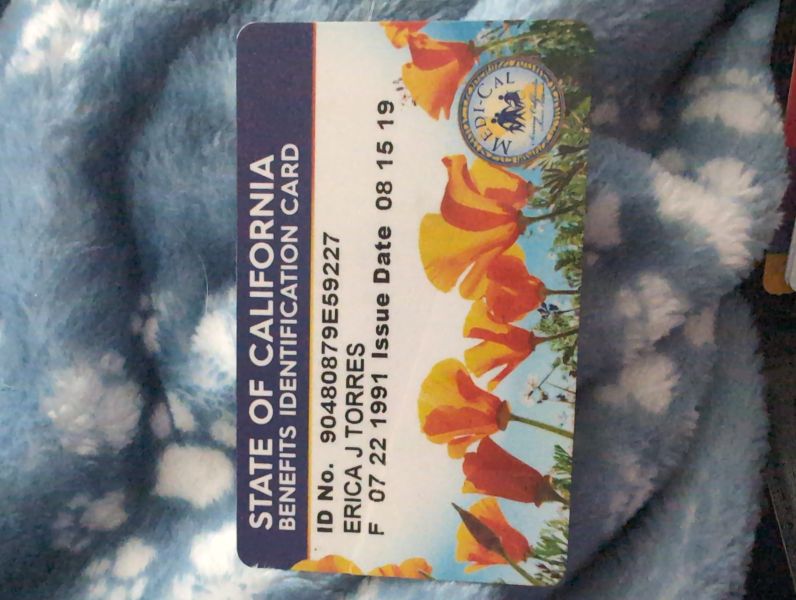 STATE OF CALIFORNIA
BENEFITS IDENTIFICATION CARD
ID No. 90480879E59227
ERICA J TORRES
F 07 22 1991 Issue Date 08 15 19
MEDI-CAL